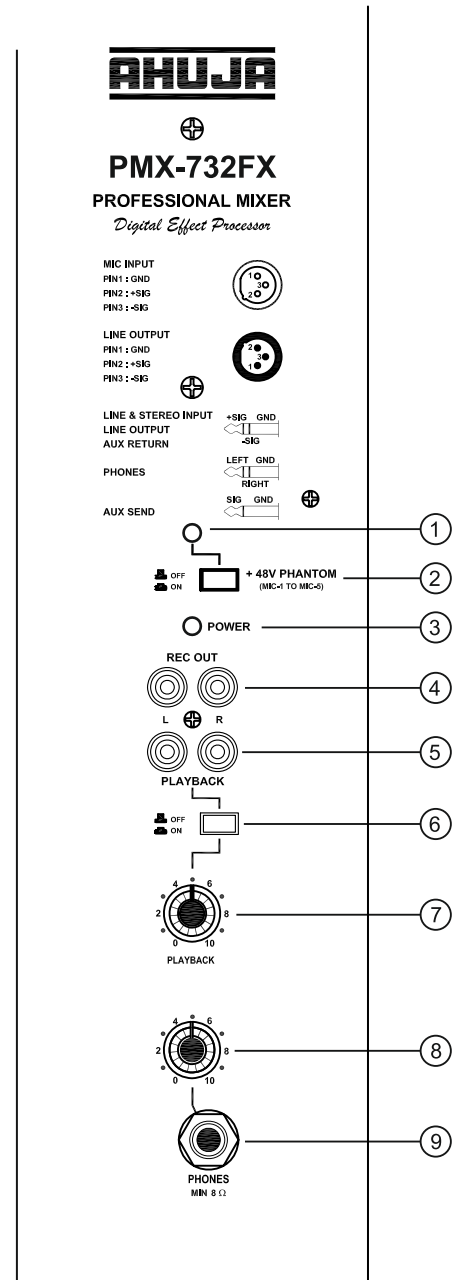 AHUJA
PMX-732FX
PROFESSIONAL MIXER
Digital Effect Processor
MIC INPUT
PIN1 : GND
PIN2 : +SIG
PIN3 : -SIG
1
3
2
LINE OUTPUT
PIN1 : GND
PIN2 : +SIG
PIN3 : -SIG
2
3
1
LINE & STEREO INPUT
LINE OUTPUT
AUX RETURN
+SIG GND
-SIG
PHONES
LEFT GND
RIGHT
AUX SEND
SIG GND
1
OFF
ON
+ 48V PHANTOM
(MIC-1 TO MIC-5)
2
POWER
3
REC OUT
4
L R
5
PLAYBACK
OFF
ON
6
4 6
2 8
0 10
7
PLAYBACK
4 6
2 8
0 10
8
9
PHONES
MIN 8 Ω